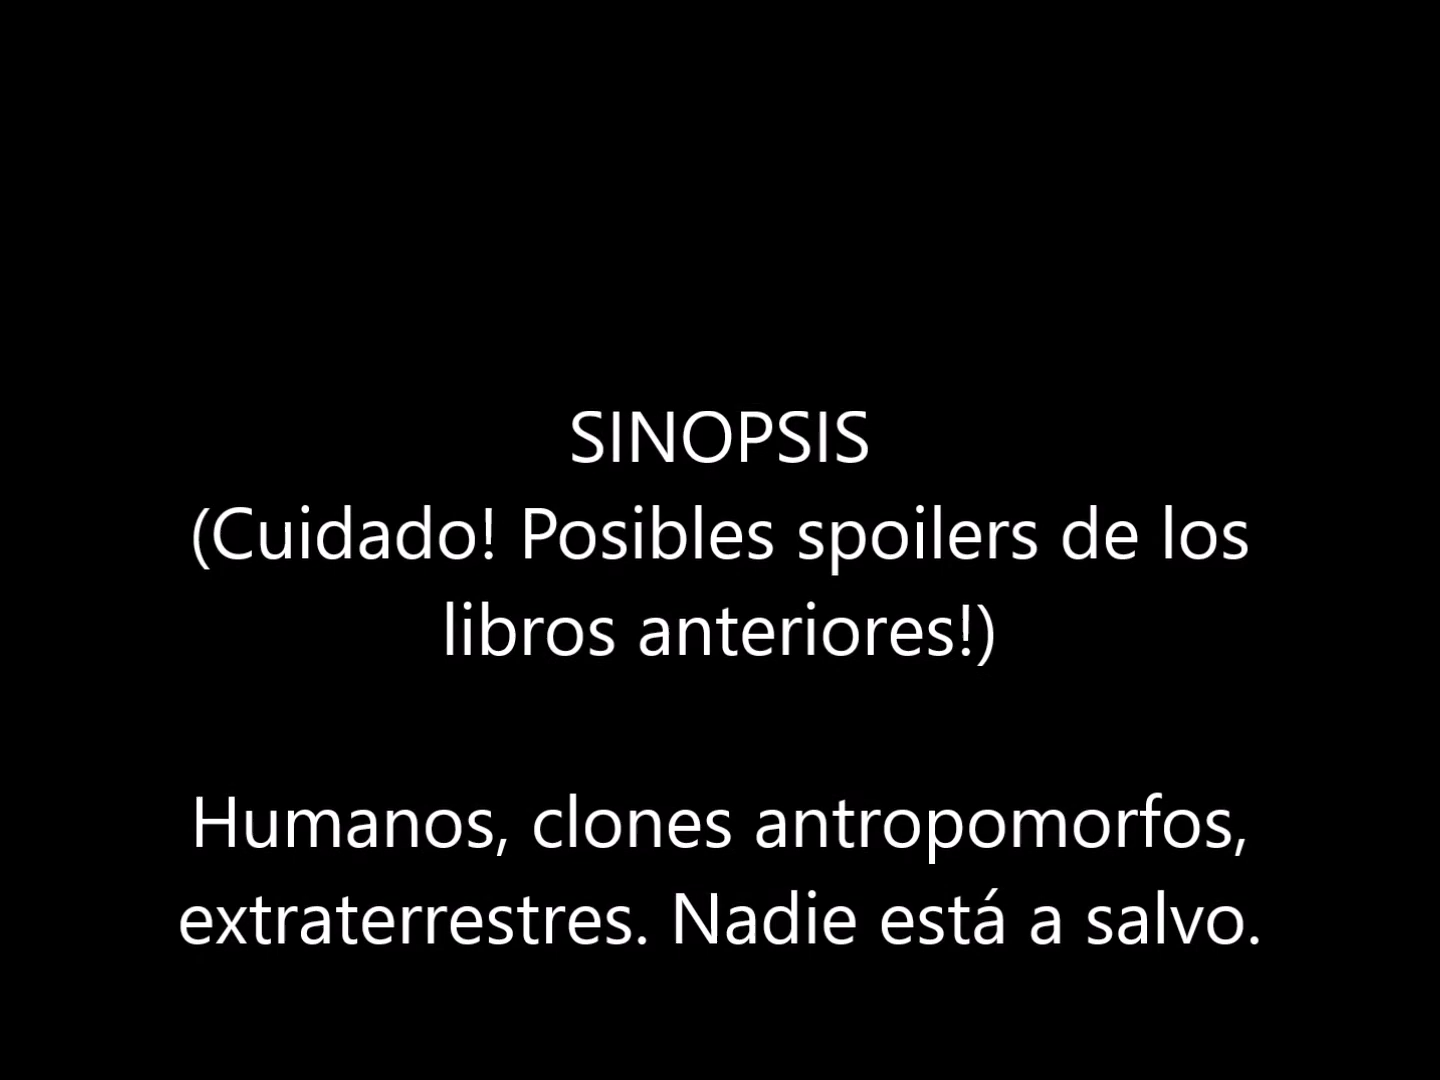 SINOPSIS
(Cuidado! Posibles spoilers de los
libros anteriores!)
Humanos, clones antropomorfos,
extraterrestres. Nadie está a salvo.